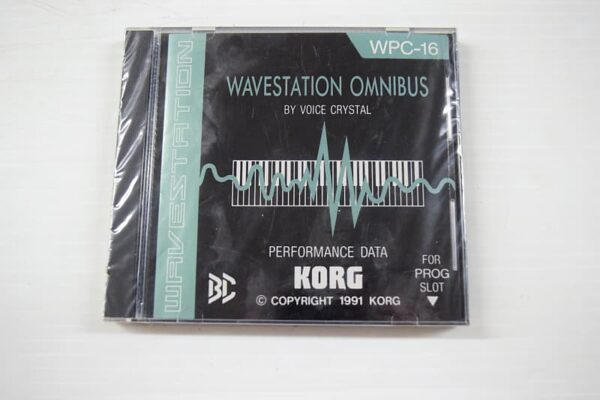 WPC-16
WAVESTATION
WAVESTATION OMNIBUS
BY VOICE CRYSTAL
PERFORMANCE DATA
KORG
© COPYRIGHT 1991 KORG
FOR
PROG
SLOT